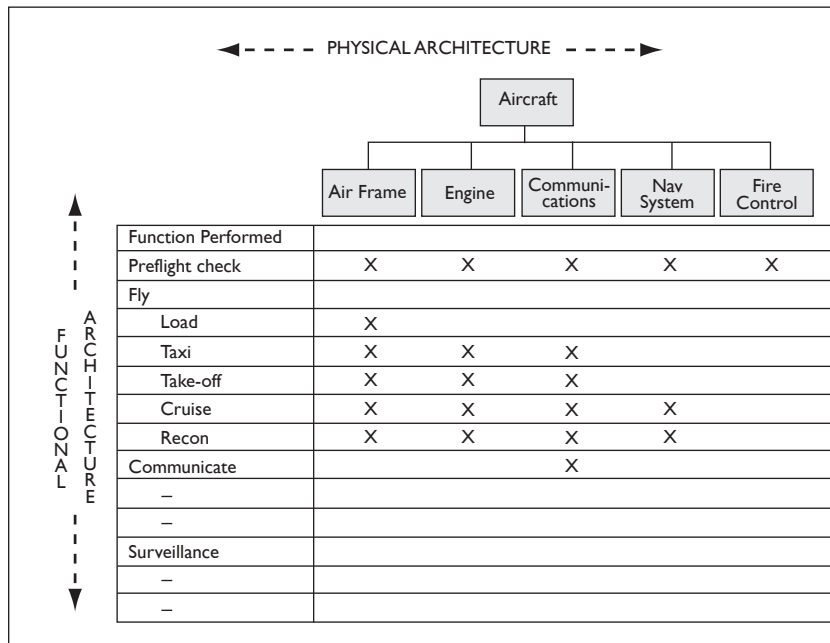 PHYSICAL ARCHITECTURE
Aircraft
Air Frame
Engine
Communi-
cations
Nav
System
Fire
Control
FUNCTIONAL
ARCHITECTURE
Function Performed
Preflight check X X X X X
Fly
Load X
Taxi X X X
Take-off X X X
Cruise X X X X
Recon X X X X
Communicate X
–
–
Surveillance
–
–